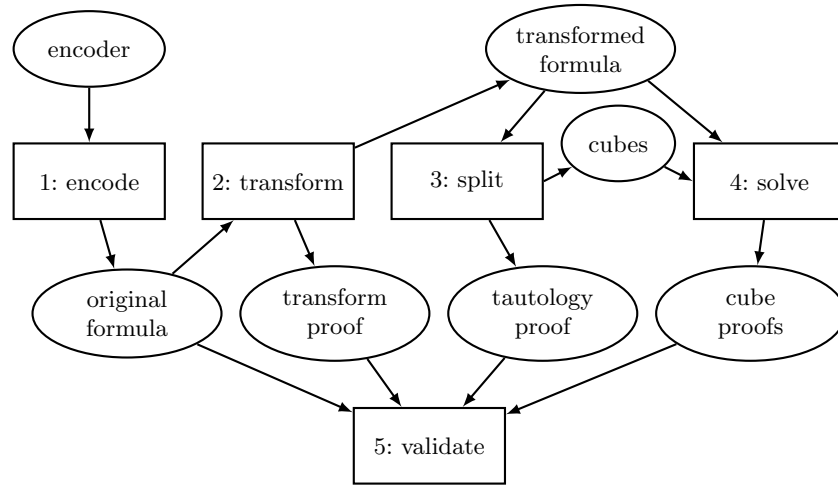 encoder
transformed
formula
cubes
1: encode
2: transform
3: split
4: solve
original
formula
transform
proof
tautology
proof
cube
proofs
5: validate